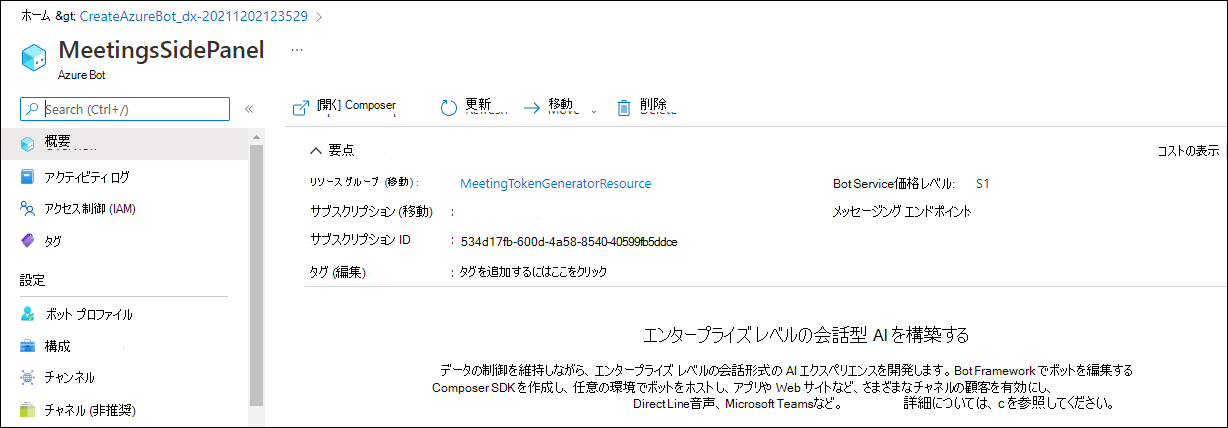 ホーム &gt; CreateAzureBot_dx-20211202123529 >
MeetingsSidePanel ...
Azure Bot
Search (Ctrl+/) «
[開く] Composer 更新 移動 削除
概要
アクティビティ ログ
アクセス制御 (IAM)
タグ
設定
ボット プロファイル
構成
チャンネル
チャネル (非推奨)
要点 コストの表示
リソース グループ (移動) : MeetingTokenGeneratorResource Bot Service価格レベル: S1
サブスクリプション (移動) : メッセージング エンドポイント
サブスクリプション ID : 534d17fb-600d-4a58-8540-40599fb5ddce
タグ (編集) : タグを追加するにはここをクリック
エンタープライズ レベルの会話型 AI を構築する
データの制御を維持しながら、エンタープライズ レベルの会話形式の AI エクスペリエンスを開発します。Bot Framework でボットを編集する
Composer SDK を作成し、任意の環境でボットをホストし、アプリや Web サイトなど、さまざまなチャネルの顧客を有効にし、
Direct Line音声、Microsoft Teamsなど。 詳細については、c を参照してください。